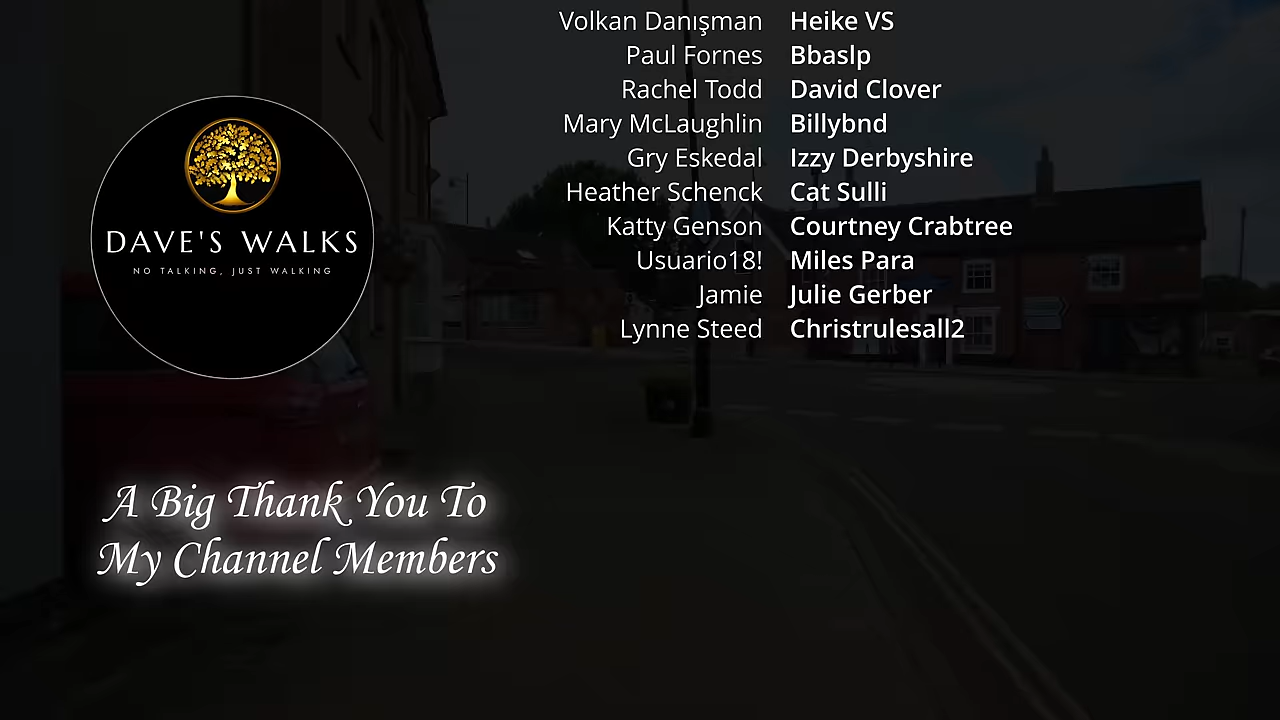 Volkan Danışman Heike VS
Paul Fornes Bbaslp
Rachel Todd David Clover
Mary McLaughlin Billybnd
Gry Eskedal Izzy Derbyshire
Heather Schenck Cat Sulli
Katty Genson Courtney Crabtree
Usuario18! Miles Para
Jamie Julie Gerber
Lynne Steed Christrulesall2
DAVE'S WALKS
NO TALKING, JUST WALKING
A Big Thank You To
My Channel Members